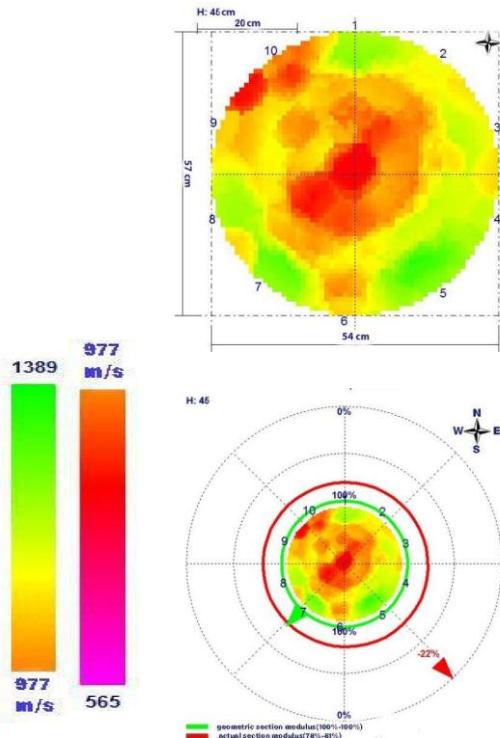 H: 46 cm
20 cm
1
2
3
4
5
6
7
8
9
10
57 cm
54 cm
1389
977
m/s
977
m/s
565
H: 46
0%
N
W E
S
100%
10 2
9 3
8 4
7 5
6
100%
-22%
0%
geometric section modulus(100%-100%)
actual section modulus(78%-81%)